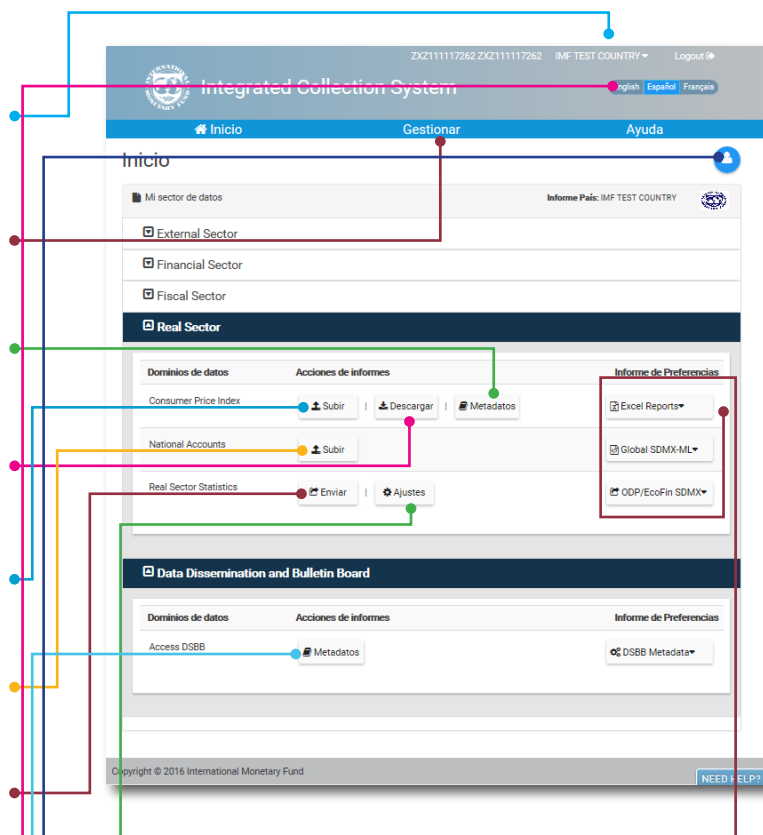 ZXZ111117262 ZXZ111117262 IMF TEST COUNTRY Logout
INTERNATIONAL MONETARY FUND
Integrated Collection System
English Español Français
Inicio Gestionar Ayuda
Inicio
Mi sector de datos Informe País: IMF TEST COUNTRY
External Sector
Financial Sector
Fiscal Sector
Real Sector
Dominios de datos Acciones de informes Informe de Preferencias
Consumer Price Index Subir | Descargar | Metadatos Excel Reports
National Accounts Subir Global SDMX-ML
Real Sector Statistics Enviar | Ajustes ODP/EcoFin SDMX
Data Dissemination and Bulletin Board
Dominios de datos Acciones de informes Informe de Preferencias
Access DSBB Metadatos DSBB Metadata
Copyright © 2016 International Monetary Fund
NEED HELP?